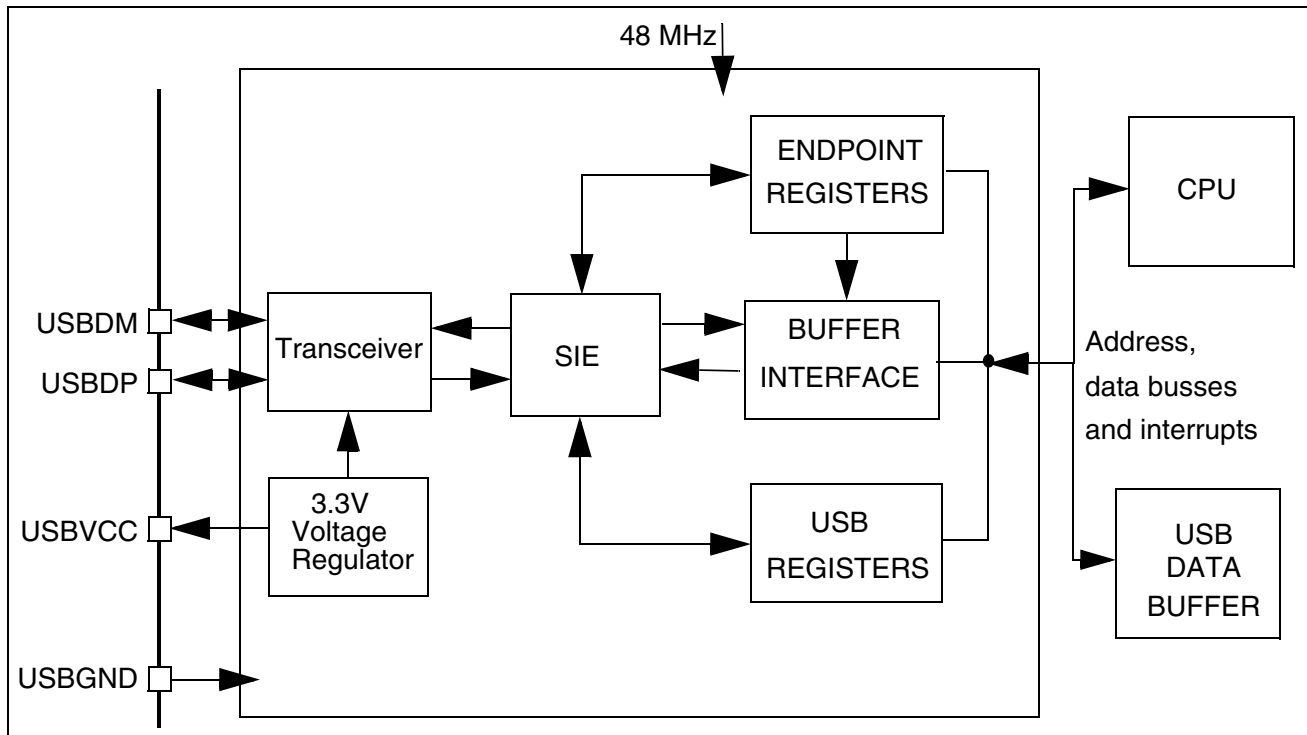 48 MHz
ENDPOINT
REGISTERS
CPU
USBDM
Transceiver
SIE
BUFFER
INTERFACE
USBDP
Address,
data busses
and interrupts
3.3V
Voltage
Regulator
USBVCC
USB
REGISTERS
USB
DATA
BUFFER
USBGND